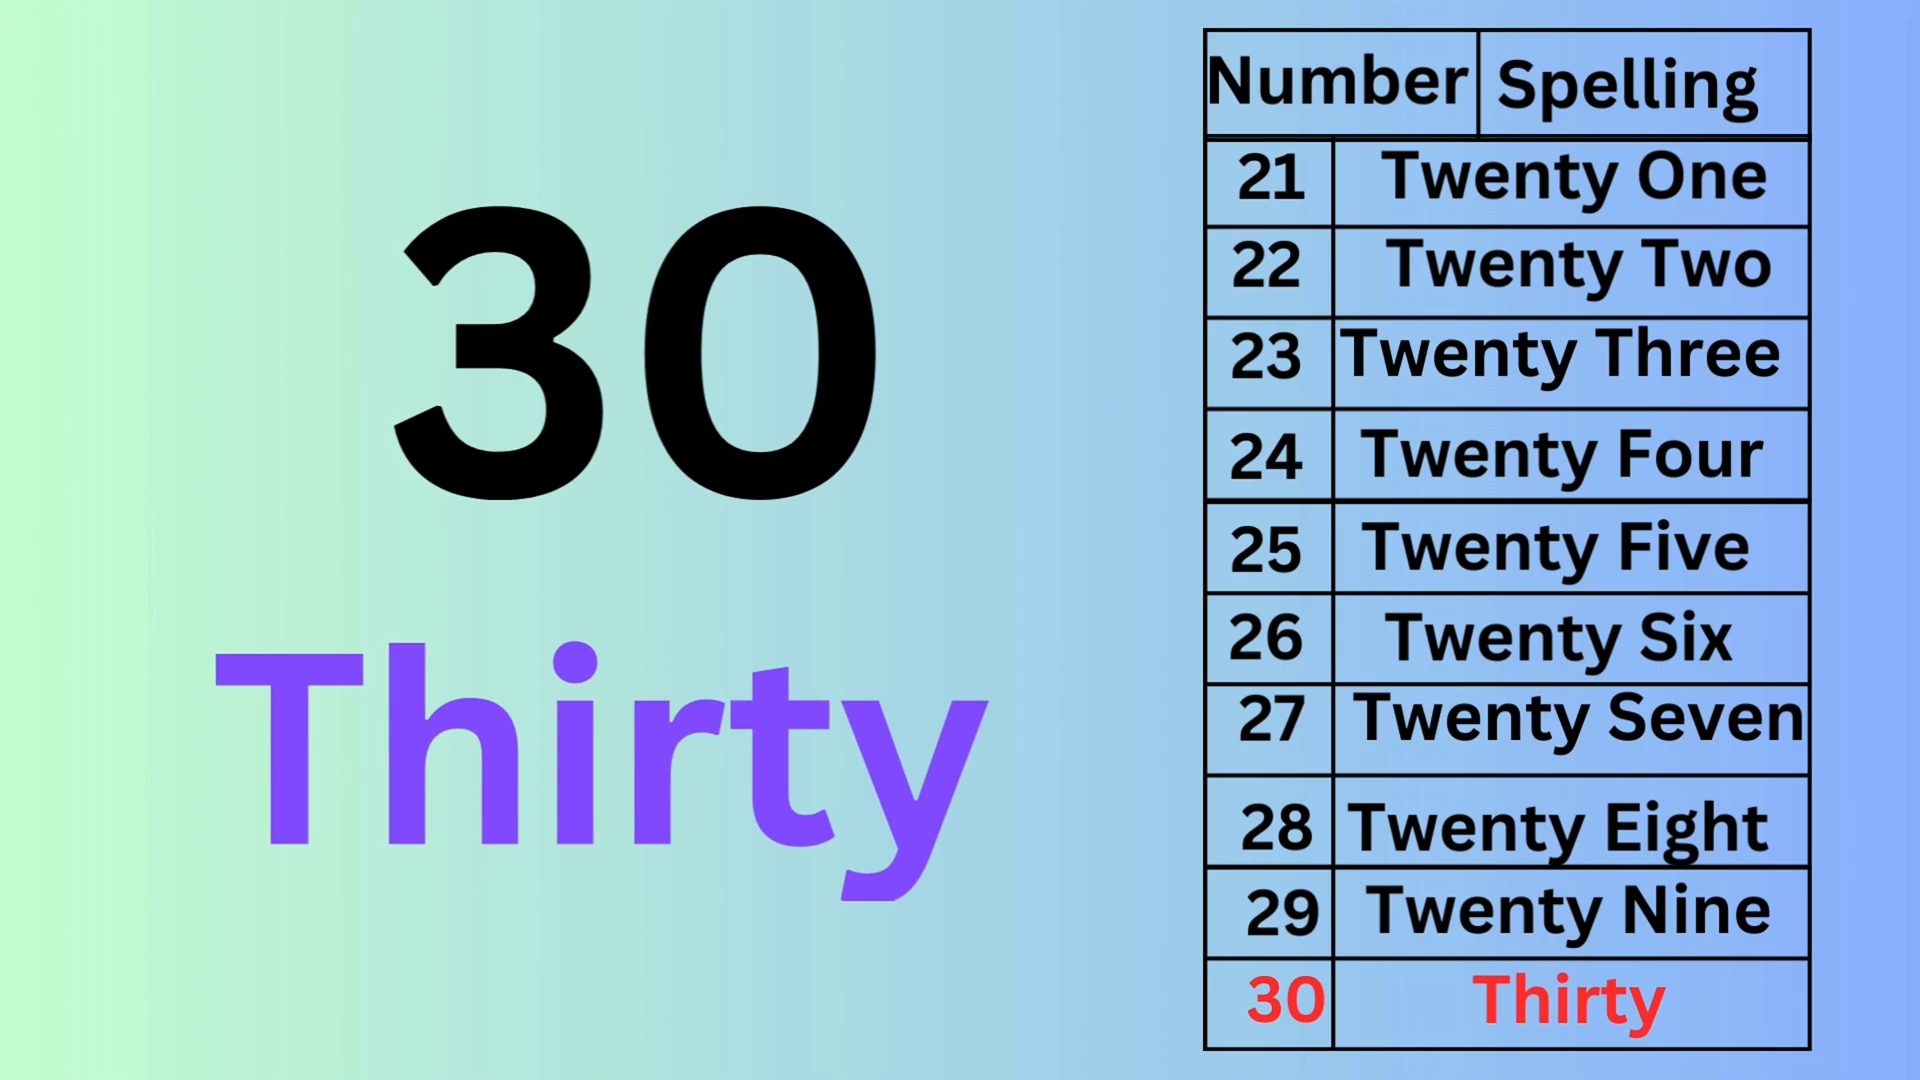 30
Thirty
Number Spelling
21 Twenty One
22 Twenty Two
23 Twenty Three
24 Twenty Four
25 Twenty Five
26 Twenty Six
27 Twenty Seven
28 Twenty Eight
29 Twenty Nine
30 Thirty